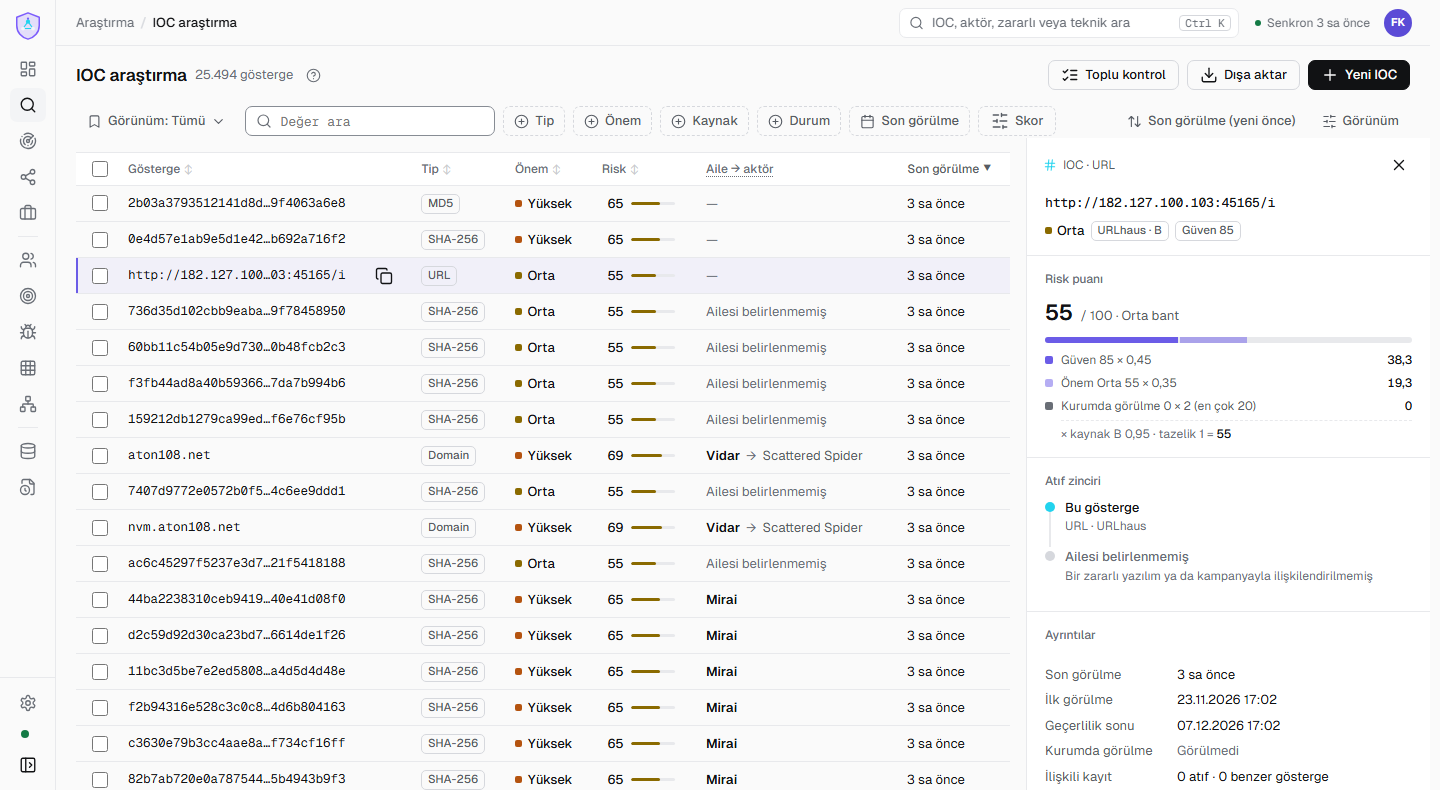 Araştırma / IOC araştırma
IOC, aktör, zararlı veya teknik ara Ctrl K
Senkron 3 sa önce
FK
IOC araştırma 25.494 gösterge
Toplu kontrol
Dışa aktar
Yeni IOC
Görünüm: Tümü
Değer ara
Tip
Önem
Kaynak
Durum
Son görülme
Skor
Son görülme (yeni önce)
Görünüm
Gösterge Tip Önem Risk Aile → aktör Son görülme
2b03a3793512141d8d…9f4063a6e8 MD5 Yüksek 65 — 3 sa önce
0e4d57e1ab9e5d1e42…b692a716f2 SHA-256 Yüksek 65 — 3 sa önce
http://182.127.100…03:45165/i URL Orta 55 — 3 sa önce
736d35d102cbb9eaba…9f78458950 SHA-256 Orta 55 Ailesi belirlenmemiş 3 sa önce
60bb11c54b05e9d730…0b48fcb2c3 SHA-256 Orta 55 Ailesi belirlenmemiş 3 sa önce
f3fb44ad8a40b59366…7da7b994b6 SHA-256 Orta 55 Ailesi belirlenmemiş 3 sa önce
159212db1279ca99ed…f6e76cf95b SHA-256 Orta 55 Ailesi belirlenmemiş 3 sa önce
aton108.net Domain Yüksek 69 Vidar → Scattered Spider 3 sa önce
7407d9772e0572b0f5…4c6ee9ddd1 SHA-256 Orta 55 Ailesi belirlenmemiş 3 sa önce
nvm.aton108.net Domain Yüksek 69 Vidar → Scattered Spider 3 sa önce
ac6c45297f5237e3d7…21f5418188 SHA-256 Orta 55 Ailesi belirlenmemiş 3 sa önce
44ba2238310ceb9419…40e41d08f0 SHA-256 Yüksek 65 Mirai 3 sa önce
d2c59d92d30ca23bd7…6614de1f26 SHA-256 Yüksek 65 Mirai 3 sa önce
11bc3d5be7e2ed5808…a4d5d4d48e SHA-256 Yüksek 65 Mirai 3 sa önce
f2b94316e528c3c0c8…4d6b804163 SHA-256 Yüksek 65 Mirai 3 sa önce
c3630e79b3cc4aae8a…f734cf16ff SHA-256 Yüksek 65 Mirai 3 sa önce
82b7ab720e0a787544…5b4943b9f3 SHA-256 Yüksek 65 Mirai 3 sa önce
# IOC · URL
http://182.127.100.103:45165/i
Orta URLhaus · B Güven 85
Risk puanı
55 / 100 · Orta bant
Güven 85 × 0,45 38,3
Önem Orta 55 × 0,35 19,3
Kurumda görülme 0 × 2 (en çok 20) 0
× kaynak B 0,95 · tazelik 1 = 55
Atıf zinciri
Bu gösterge
URL · URLhaus
Ailesi belirlenmemiş
Bir zararlı yazılım ya da kampanyayla ilişkilendirilmemiş
Ayrıntılar
Son görülme 3 sa önce
İlk görülme 23.11.2026 17:02
Geçerlilik sonu 07.12.2026 17:02
Kurumda görülme Görülmedi
İlişkili kayıt 0 atıf · 0 benzer gösterge